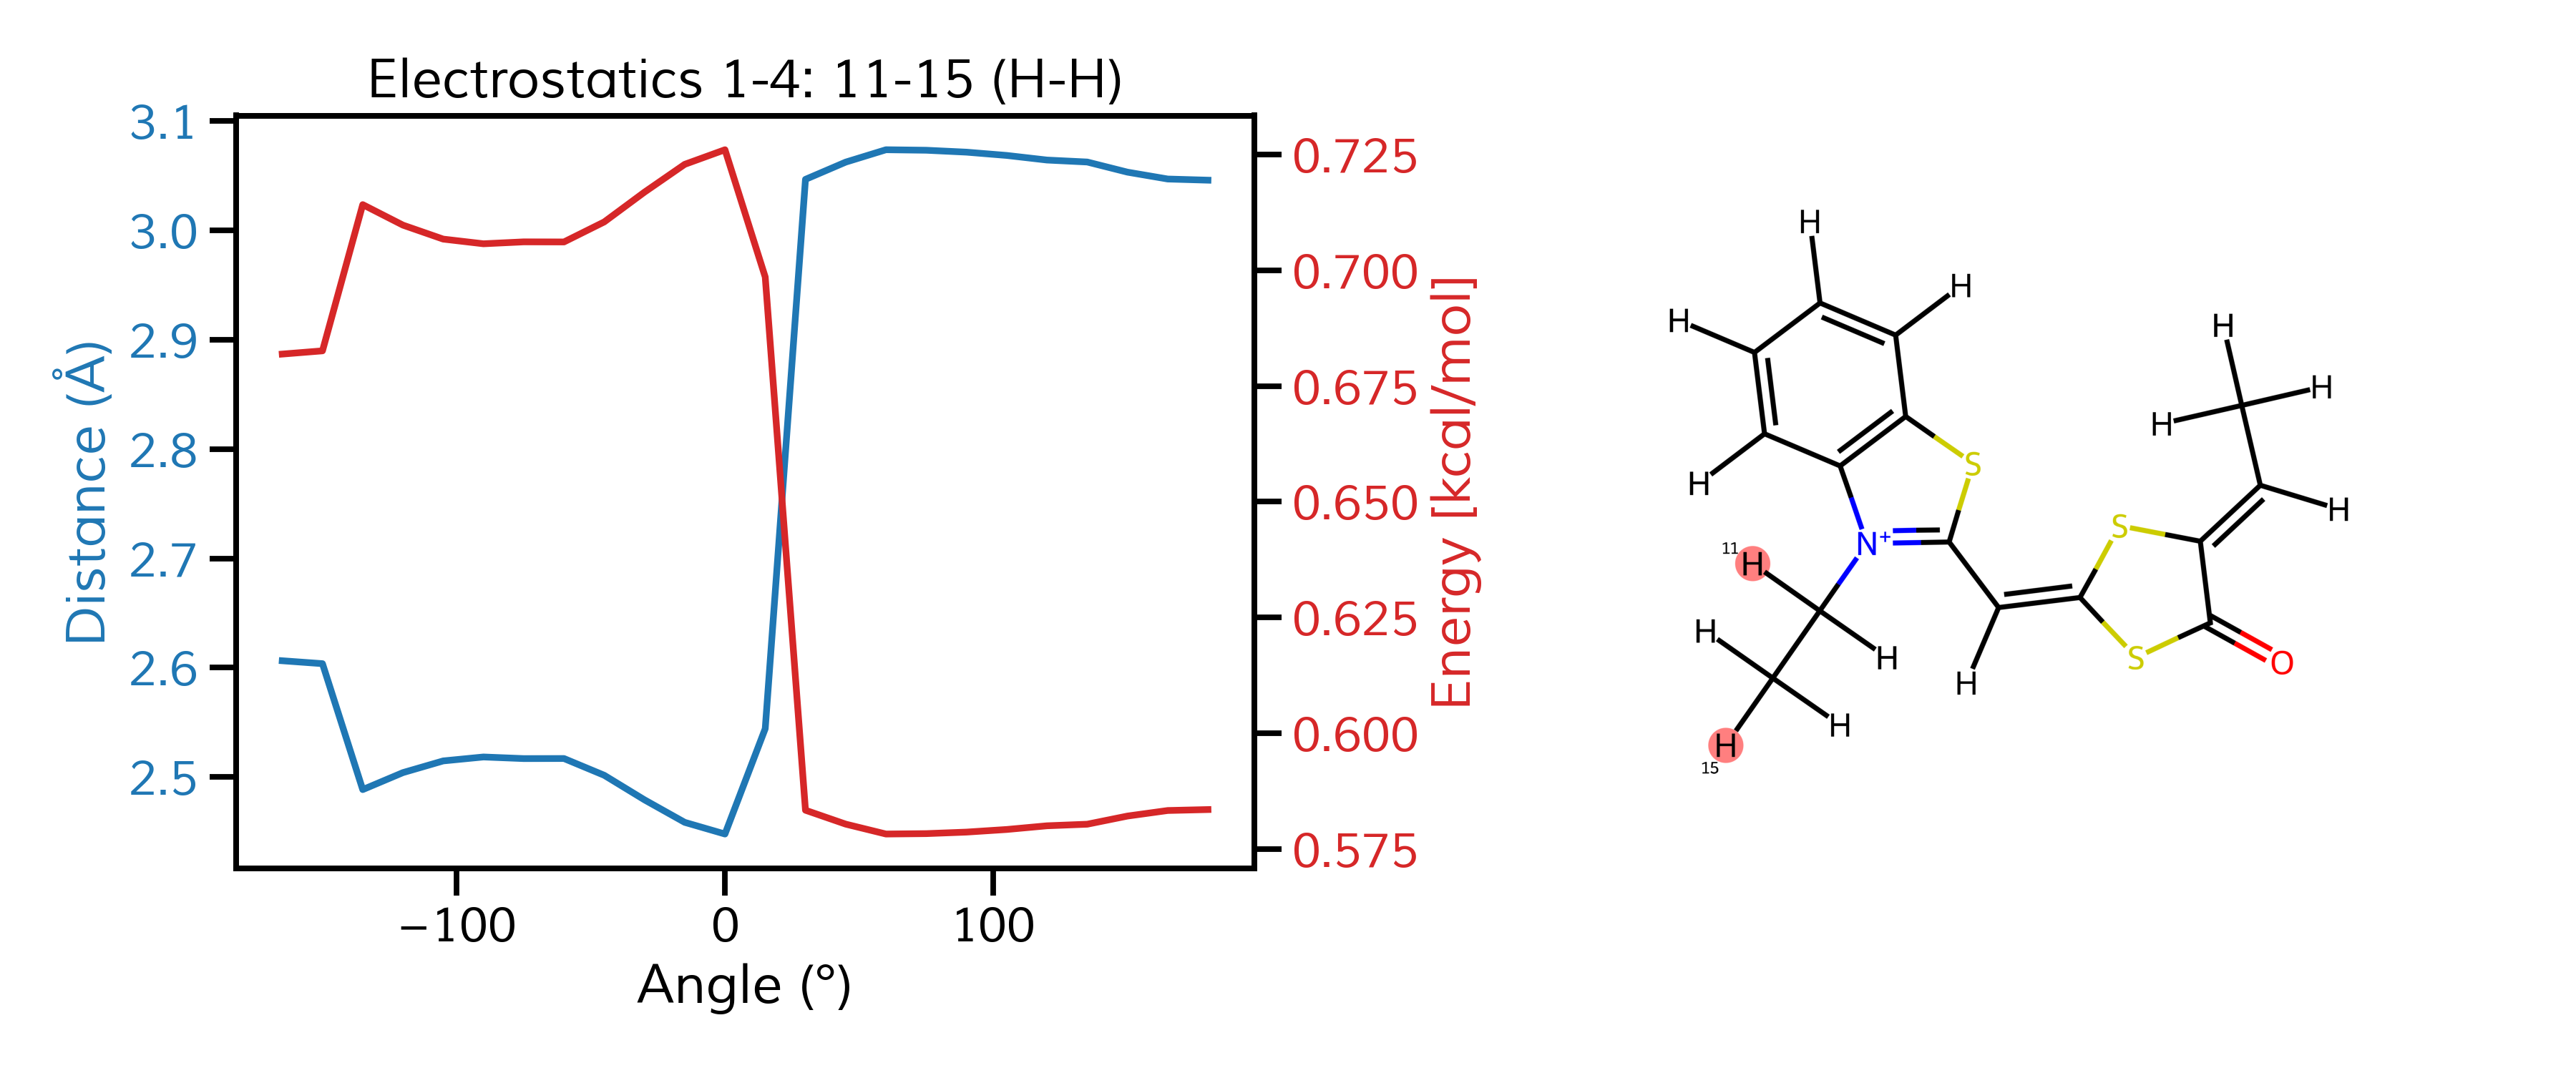 Electrostatics 1-4: 11-15 (H-H)
3.1
3.0
2.9
2.8
2.7
2.6
2.5
Distance (Å)
0.725
0.700
0.675
0.650
0.625
0.600
0.575
Energy [kcal/mol]
−100 0 100
Angle (°)
H
H
H
H
H
H
H
S
H
H
S
N+
11
H
H
H
S
O
H
H
H
15